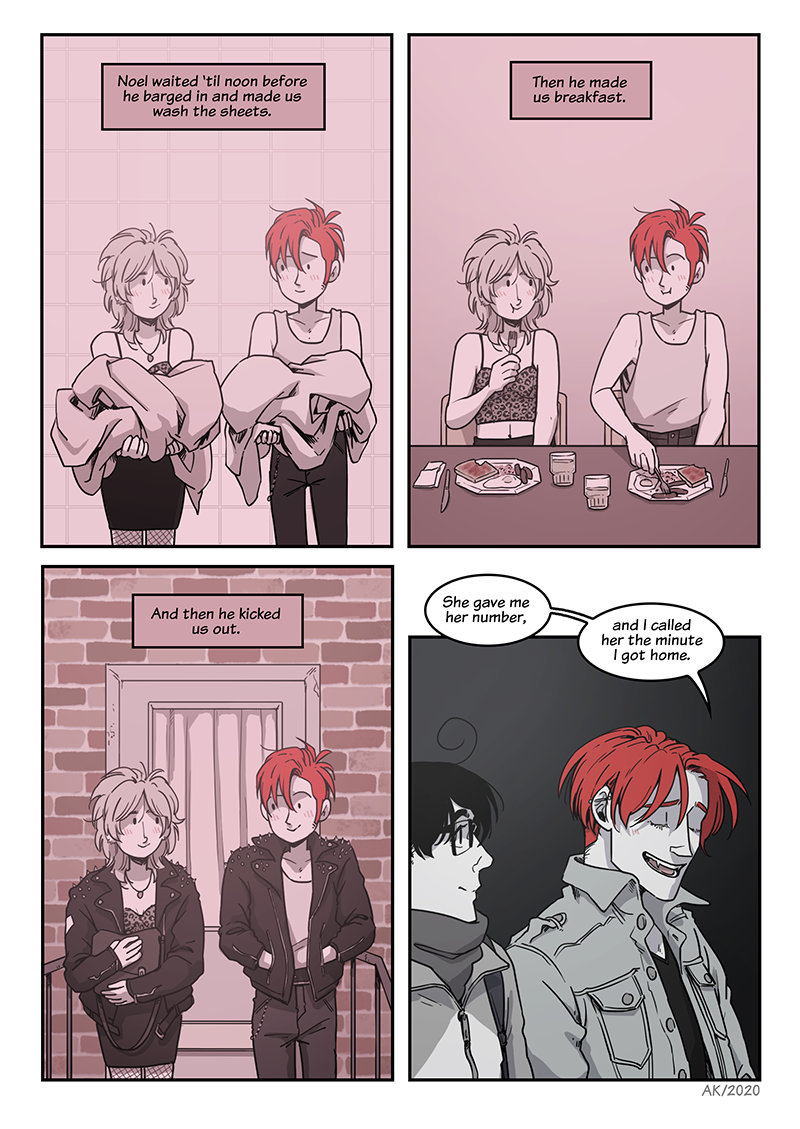 Noel waited ‘til noon before
he barged in and made us
wash the sheets.
Then he made
us breakfast.
And then he kicked
us out.
She gave me
her number,
and I called
her the minute
I got home.
AK/2020